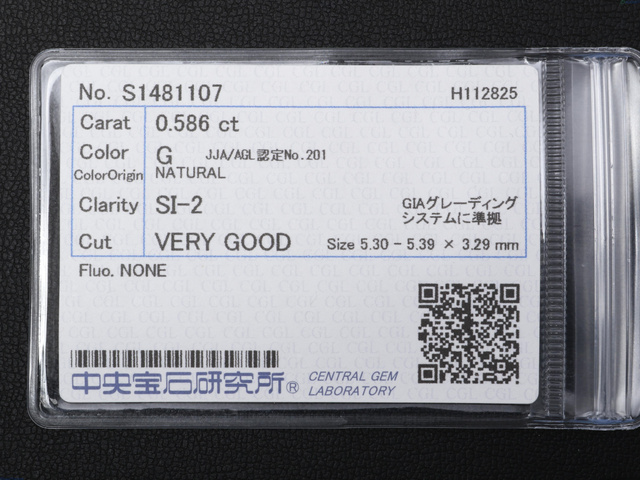 No. S1481107 H112825
Carat 0.586 ct
Color G JJA/AGL認定No.201
ColorOrigin NATURAL
Clarity SI-2 GIAグレーディング
システムに準拠
Cut VERY GOOD Size 5.30 - 5.39 × 3.29 mm
Fluo. NONE
中央宝石研究所® CENTRAL GEM
LABORATORY